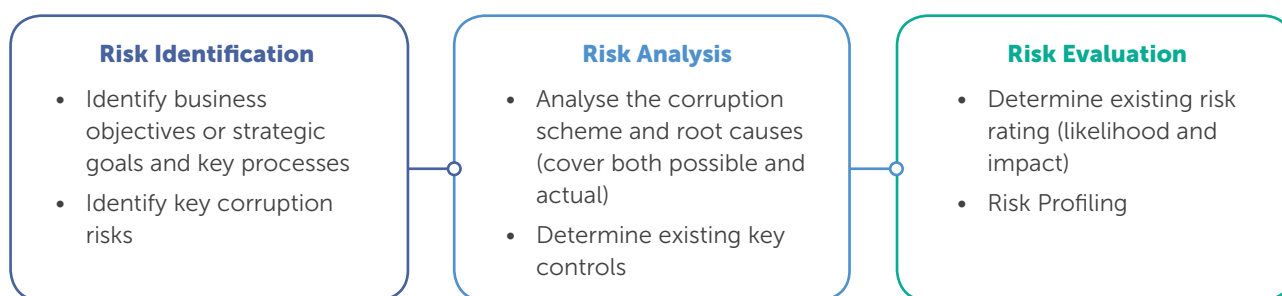 Risk Identification
• Identify business
objectives or strategic
goals and key processes
• Identify key corruption
risks
Risk Analysis
• Analyse the corruption
scheme and root causes
(cover both possible and
actual)
• Determine existing key
controls
Risk Evaluation
• Determine existing risk
rating (likelihood and
impact)
• Risk Profiling